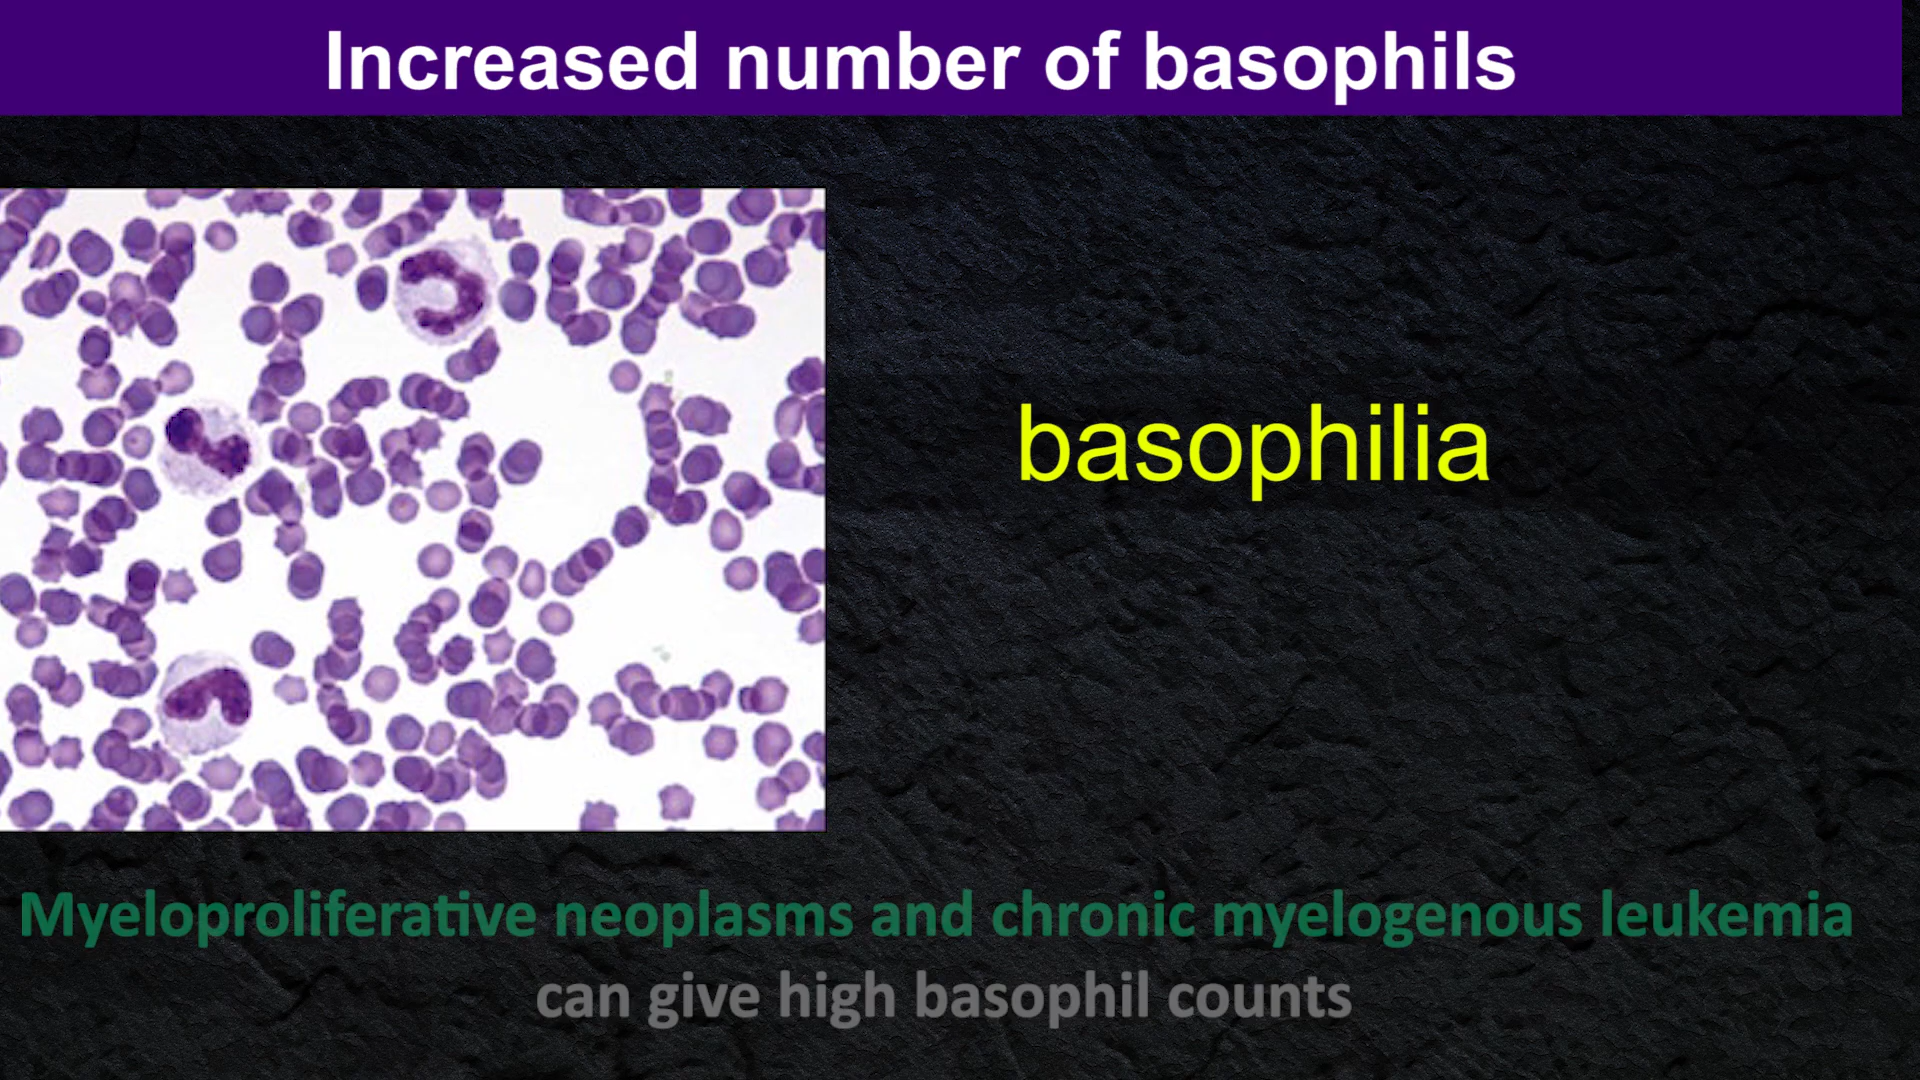 Increased number of basophils
basophilia
Myeloproliferative neoplasms and chronic myelogenous leukemia
can give high basophil counts